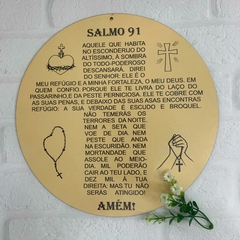 SALMO 91
AQUELE QUE HABITA
NO ESCONDERIJO DO
ALTÍSSIMO, À SOMBRA
DO TODO-PODEROSO
DESCANSARÁ. DIREI
DO SENHOR: ELE É O
MEU REFÚGIO E A MINHA FORTALEZA, O MEU DEUS. EM
QUEM CONFIO. PORQUE ELE TE LIVRA DO LAÇO DO
PASSARINHO, E DA PESTE PERNICIOSA. ELE TE COBRE COM
AS SUAS PENAS, E DEBAIXO DAS SUAS ASAS ENCONTRAS
REFÚGIO: A SUA VERDADE É ESCUDO E BROQUEL.
NÃO TEMERÁS OS
TERRORES DA NOITE.
NEM A SETA QUE
VOE DE DIA. NEM
PESTE QUE ANDA
NA ESCURIDÃO. NEM
MORTANDADE QUE
ASSOLE AO MEIO-
DIA. MIL PODERÃO
CAIR AO TEU LADO, E
DEZ MIL À TUA
DIREITA: MAS TU NÃO
SERÁS ATINGIDO!
AMÉM!